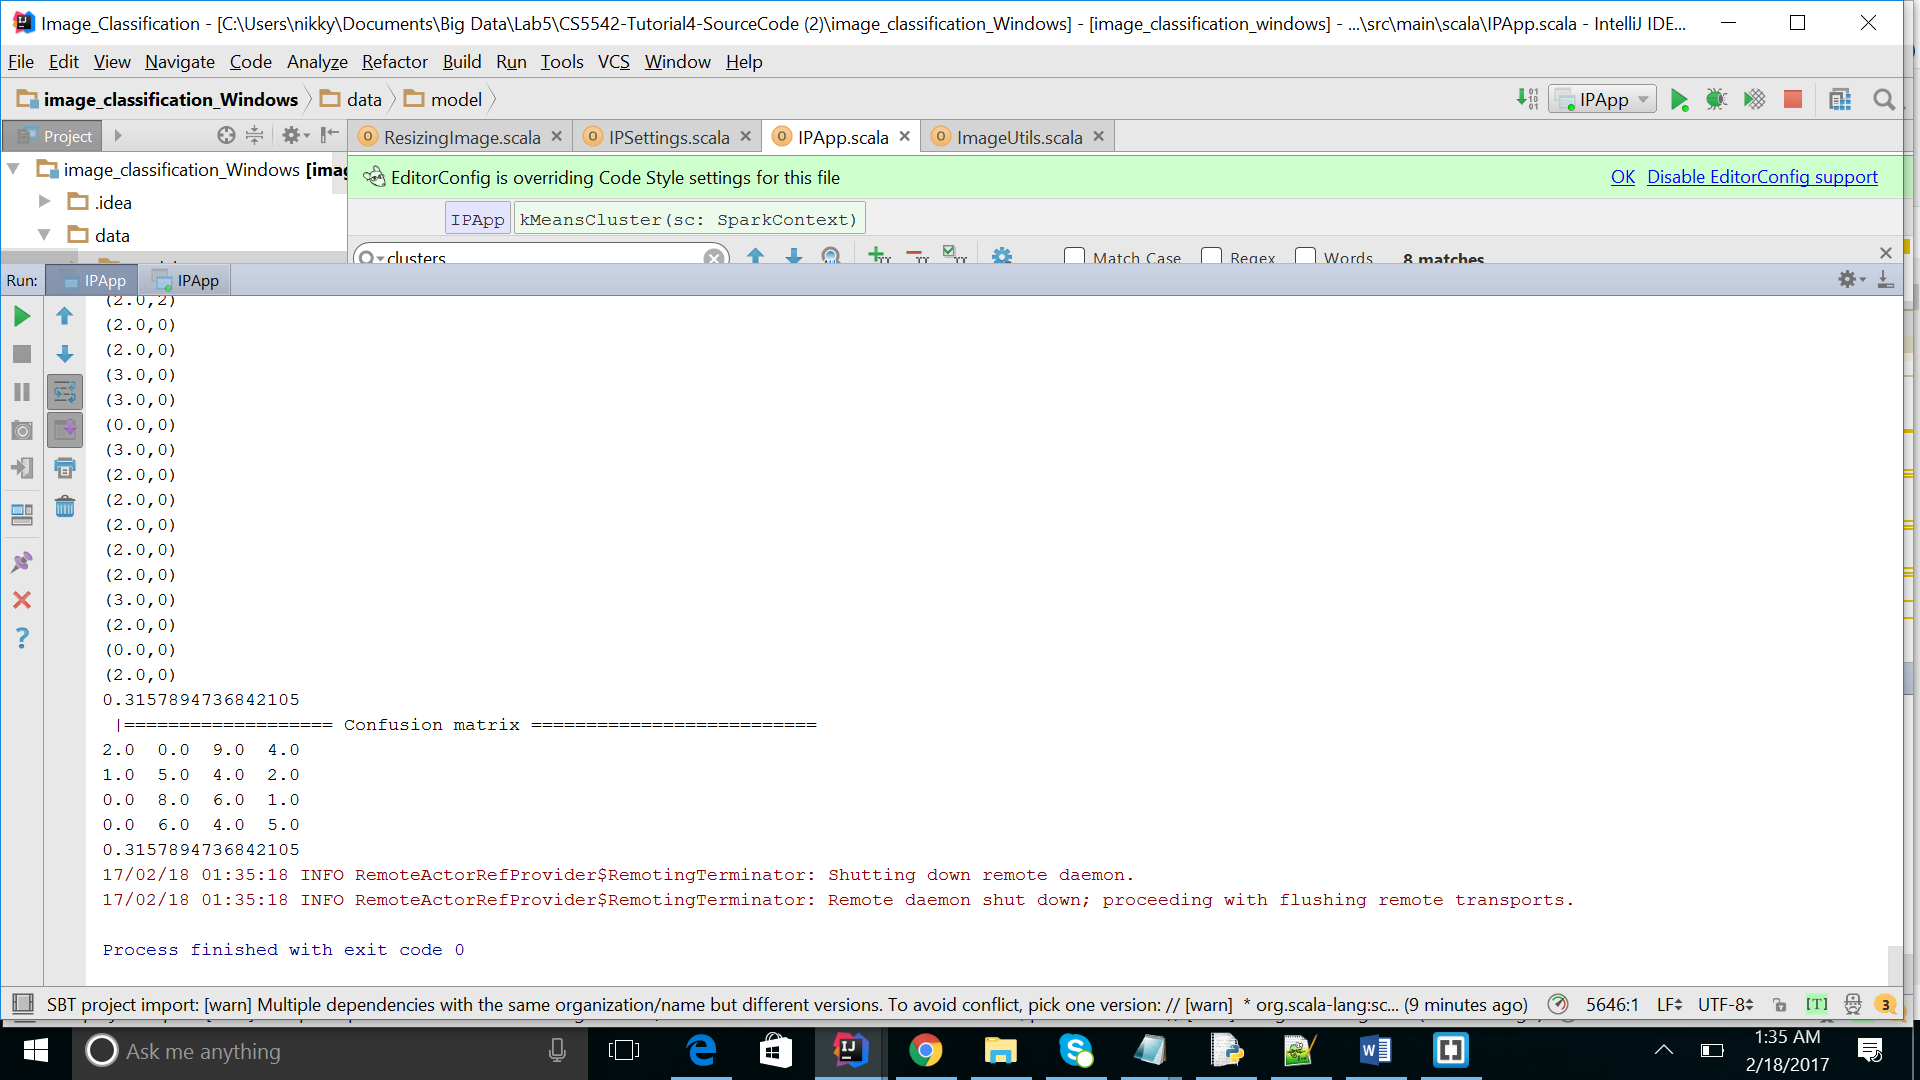 Image_Classification - [C:\Users\nikky\Documents\Big Data\Lab5\CS5542-Tutorial4-SourceCode (2)\image_classification_Windows] - [image_classification_windows] - ...\src\main\scala\IPApp.scala - IntelliJ IDE...
File Edit View Navigate Code Analyze Refactor Build Run Tools VCS Window Help
image_classification_Windows data model IPApp
Project ResizingImage.scala IPSettings.scala IPApp.scala ImageUtils.scala
image_classification_Windows [imag
EditorConfig is overriding Code Style settings for this file OK Disable EditorConfig support
.idea
IPApp kMeansCluster(sc: SparkContext)
data
clusters Match Case Regex Words 8 matches
Run: IPApp IPApp
(2.0,2)
(2.0,0)
(2.0,0)
(3.0,0)
(3.0,0)
(0.0,0)
(3.0,0)
(2.0,0)
(2.0,0)
(2.0,0)
(2.0,0)
(2.0,0)
(3.0,0)
(2.0,0)
(0.0,0)
(2.0,0)
0.3157894736842105
|=================== Confusion matrix ==========================
2.0 0.0 9.0 4.0
1.0 5.0 4.0 2.0
0.0 8.0 6.0 1.0
0.0 6.0 4.0 5.0
0.3157894736842105
17/02/18 01:35:18 INFO RemoteActorRefProvider$RemotingTerminator: Shutting down remote daemon.
17/02/18 01:35:18 INFO RemoteActorRefProvider$RemotingTerminator: Remote daemon shut down; proceeding with flushing remote transports.
Process finished with exit code 0
SBT project import: [warn] Multiple dependencies with the same organization/name but different versions. To avoid conflict, pick one version: // [warn] * org.scala-lang:sc... (9 minutes ago) 5646:1 LF UTF-8 [T] 3
Ask me anything
1:35 AM
2/18/2017